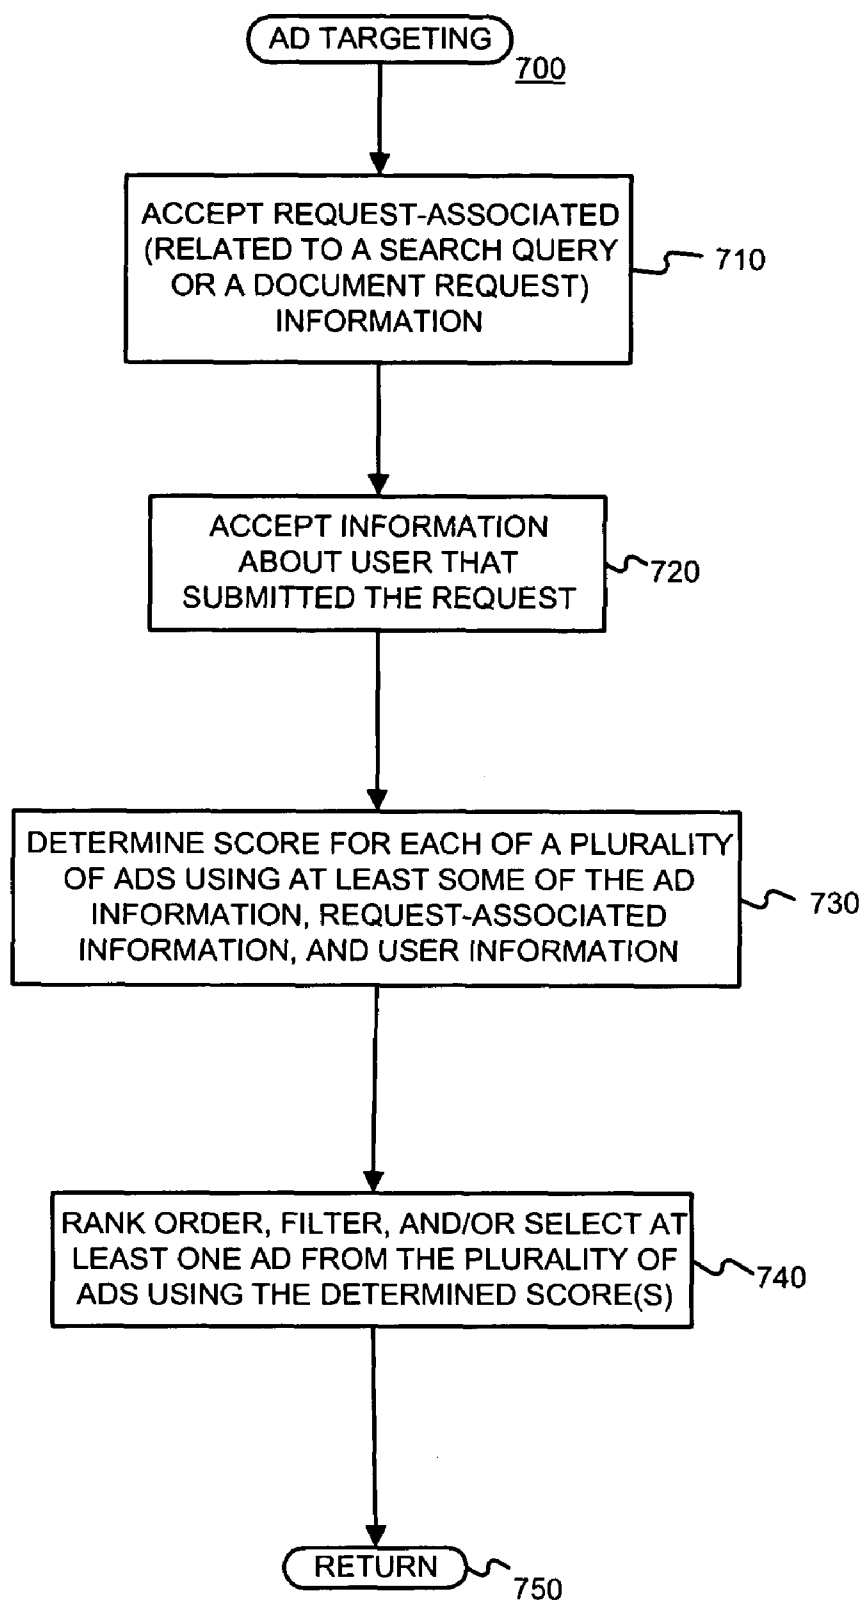 AD TARGETING
700
ACCEPT REQUEST-ASSOCIATED
(RELATED TO A SEARCH QUERY
OR A DOCUMENT REQUEST)
INFORMATION
710
ACCEPT INFORMATION
ABOUT USER THAT
SUBMITTED THE REQUEST
720
DETERMINE SCORE FOR EACH OF A PLURALITY
OF ADS USING AT LEAST SOME OF THE AD
INFORMATION, REQUEST-ASSOCIATED
INFORMATION, AND USER INFORMATION
730
RANK ORDER, FILTER, AND/OR SELECT AT
LEAST ONE AD FROM THE PLURALITY OF
ADS USING THE DETERMINED SCORE(S)
740
RETURN
750